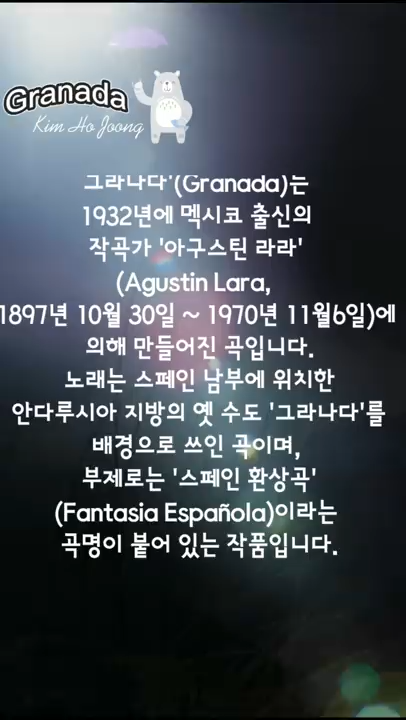 Granada
Kim Ho Joong
그라나다'(Granada)는
1932년에 멕시코 출신의
작곡가 '아구스틴 라라'
(Agustin Lara,
1897년 10월 30일 ~ 1970년 11월6일)에
의해 만들어진 곡입니다.
노래는 스페인 남부에 위치한
안다루시아 지방의 옛 수도 '그라나다'를
배경으로 쓰인 곡이며,
부제로는 '스페인 환상곡'
(Fantasia Española)이라는
곡명이 붙어 있는 작품입니다.